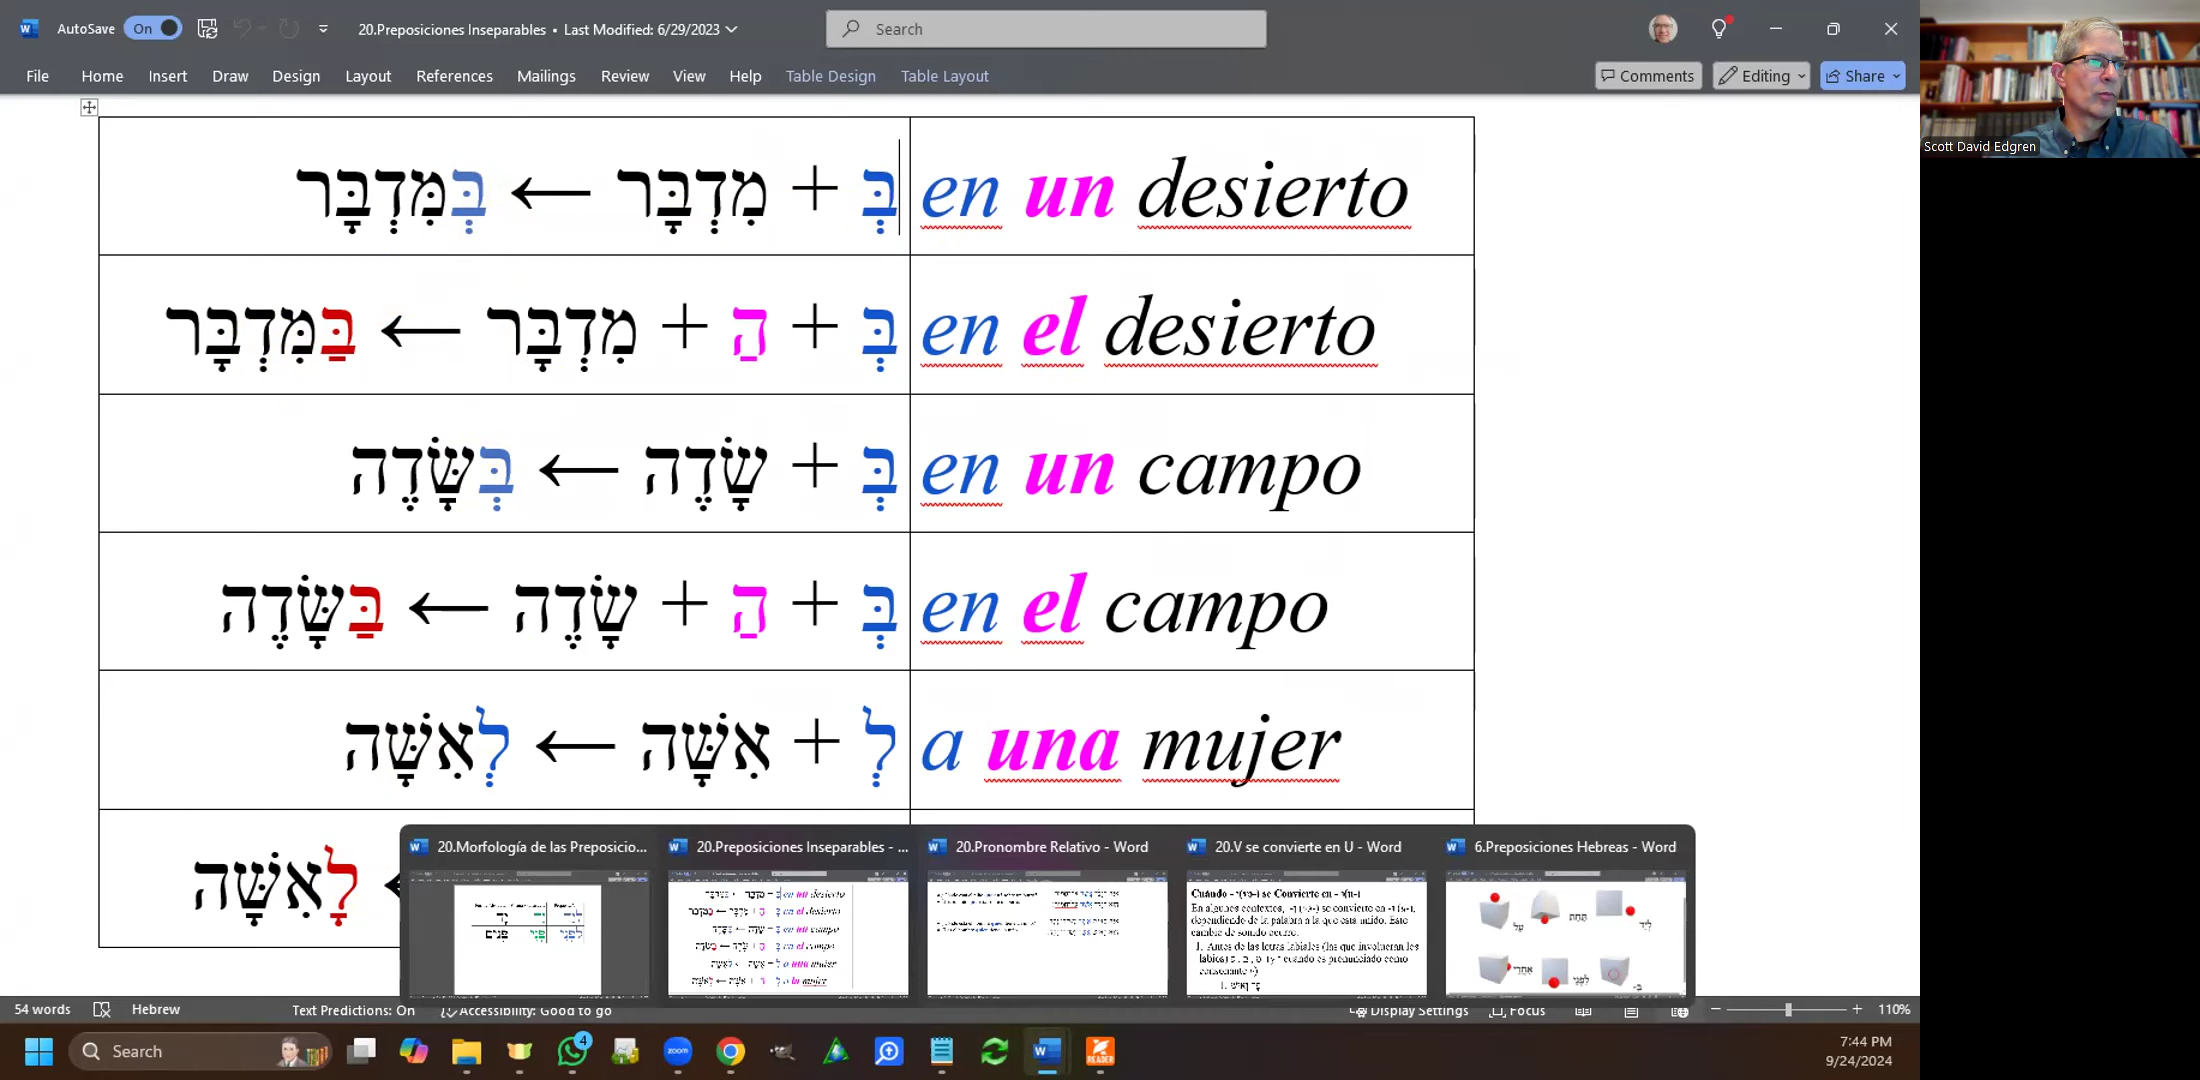 AutoSave On 20.Preposiciones Inseparables • Last Modified: 6/29/2023 Search
File Home Insert Draw Design Layout References Mailings Review View Help Table Design Table Layout Comments Editing Share
Scott David Edgren
בְּ + מִדְבָּר ← בְּמִּדְבָּר
en un desierto
בְּ + הַ + מִדְבָּר ← בַּמִּדְבָּר
en el desierto
בְּ + שָׂדֶה ← בְּשָּׂדֶה
en un campo
בְּ + הַ + שָׂדֶה ← בַּשָּׂדֶה
en el campo
לְ + אִשָּׁה ← לְאִשָּׁה
a una mujer
לָאִשָּׁה
20.Morfología de las Preposicio... 20.Preposiciones Inseparables - ... 20.Pronombre Relativo - Word 20.V se convierte en U - Word 6.Preposiciones Hebreas - Word
54 words Hebrew Text Predictions: On Accessibility: Good to go Display Settings Focus 110%
Search 4 zoom READER
7:44 PM
9/24/2024